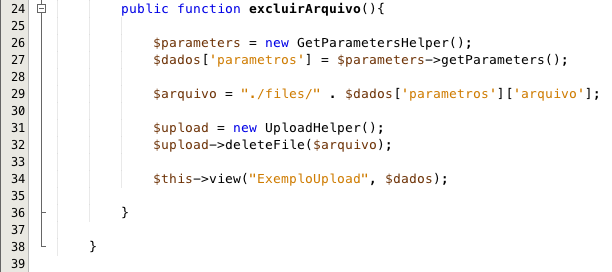 24 public function excluirArquivo(){
25
26 $parameters = new GetParametersHelper();
27 $dados['parametros'] = $parameters->getParameters();
28
29 $arquivo = "./files/" . $dados['parametros']['arquivo'];
30
31 $upload = new UploadHelper();
32 $upload->deleteFile($arquivo);
33
34 $this->view("ExemploUpload", $dados);
35
36 }
37
38 }
39